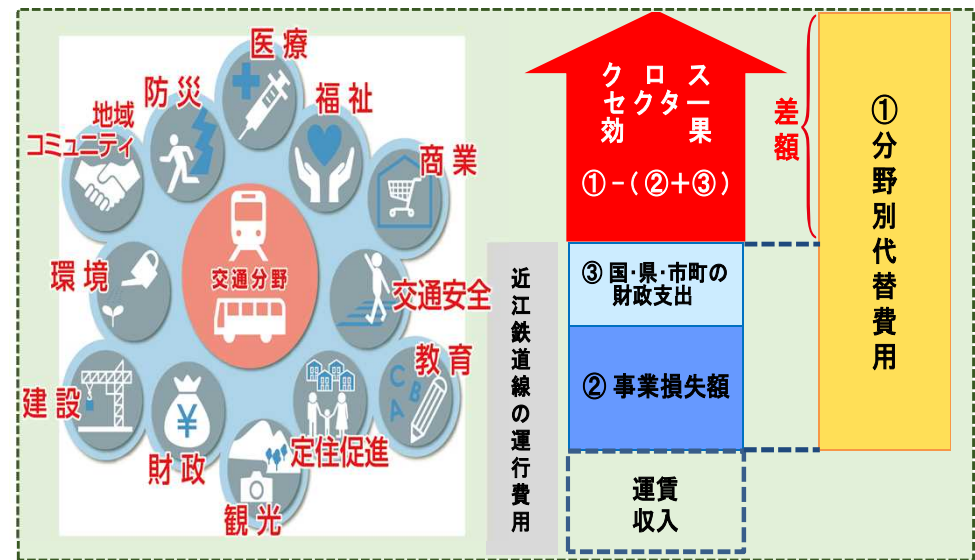 医療
福祉
商業
交通安全
教育
定住促進
観光
財政
建設
環境
地域
コミュニティ
防災
交通分野
¥
C
B
A
クロス
セクター
効果
①-(②+③)
差額
①分野別代替費用
近江鉄道線の運行費用
③ 国・県・市町の
財政支出
② 事業損失額
運賃
収入